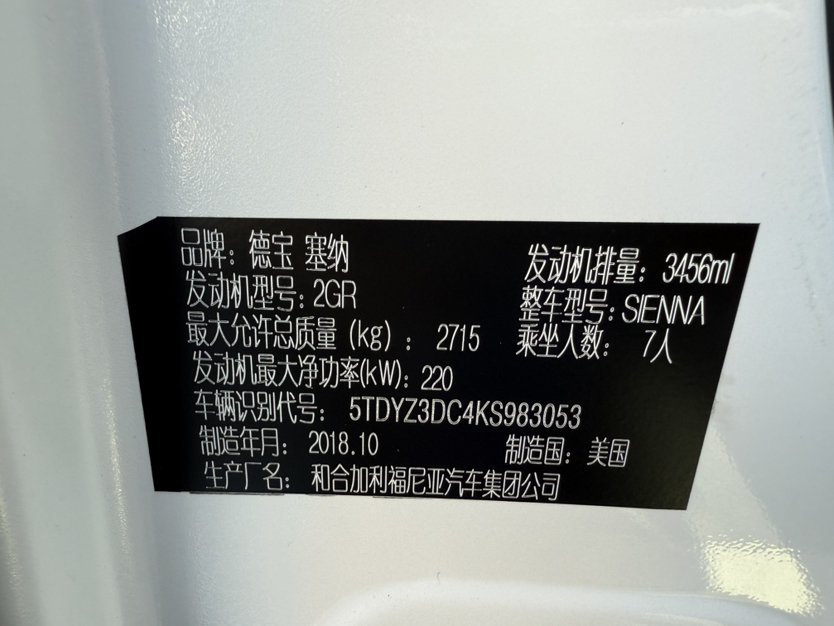 品牌：德宝 塞纳 发动机排量：3456ml
发动机型号：2GR 整车型号：SIENNA
最大允许总质量（kg）：2715 乘坐人数：7人
发动机最大净功率(kW)：220
车辆识别代号：5TDYZ3DC4KS983053
制造年月：2018.10 制造国：美国
生产厂名：和合加利福尼亚汽车集团公司